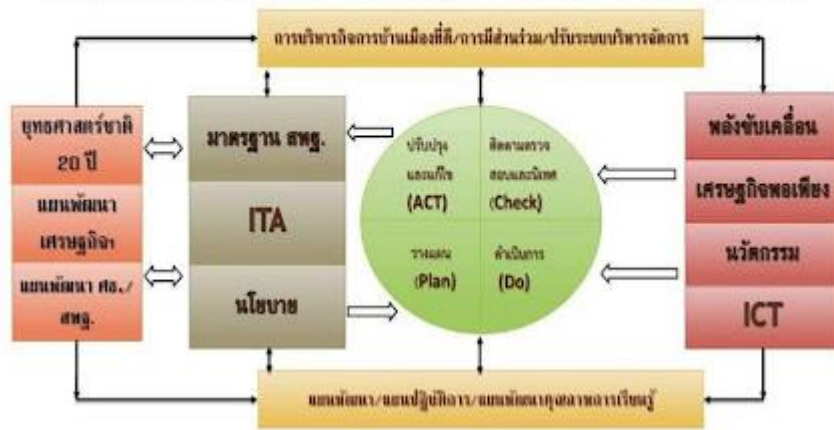 การบริหารกิจการบ้านเมืองที่ดี/การมีส่วนร่วม/ปรับระบบบริหารจัดการ
ยุทธศาสตร์ชาติ
20 ปี
แผนพัฒนา
เศรษฐกิจฯ
แผนพัฒนา ศธ./
สพฐ.
มาตรฐาน สพฐ.
ITA
นโยบาย
ปรับปรุง
และแก้ไข
(ACT)
ติดตามตรวจ
สอบและนิเทศ
(Check)
วางแผน
(Plan)
ดำเนินการ
(Do)
พลังขับเคลื่อน
เศรษฐกิจพอเพียง
นวัตกรรม
ICT
แผนพัฒนา/แผนปฏิบัติการ/แผนพัฒนาคุณภาพการเรียนรู้